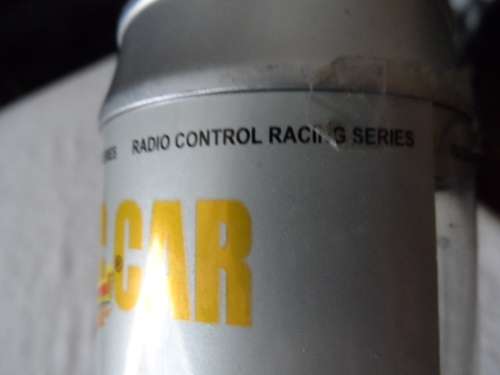 RADIO CONTROL RACING SERIES
CAR